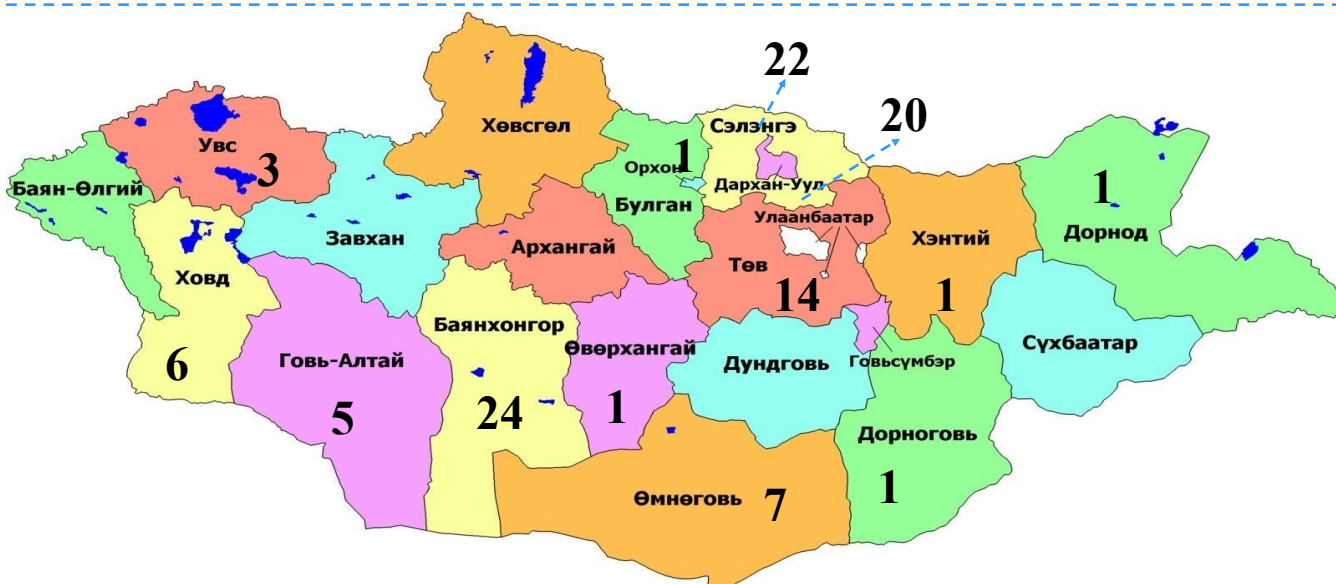 22
20
Сэлэнгэ
Хөвсгөл
Увс
3
1
Орхон
Дархан-Уул
Баян-Өлгий
1
Булган
Улаанбаатар
Завхан
Архангай
Хэнтий
Дорнод
Ховд
Төв
14
1
Баянхонгор
Өвөрхангай
Говь-Алтай
Дундговь
Говьсүмбэр
Сүхбаатар
6
5
24
1
Дорноговь
Өмнөговь
7
1